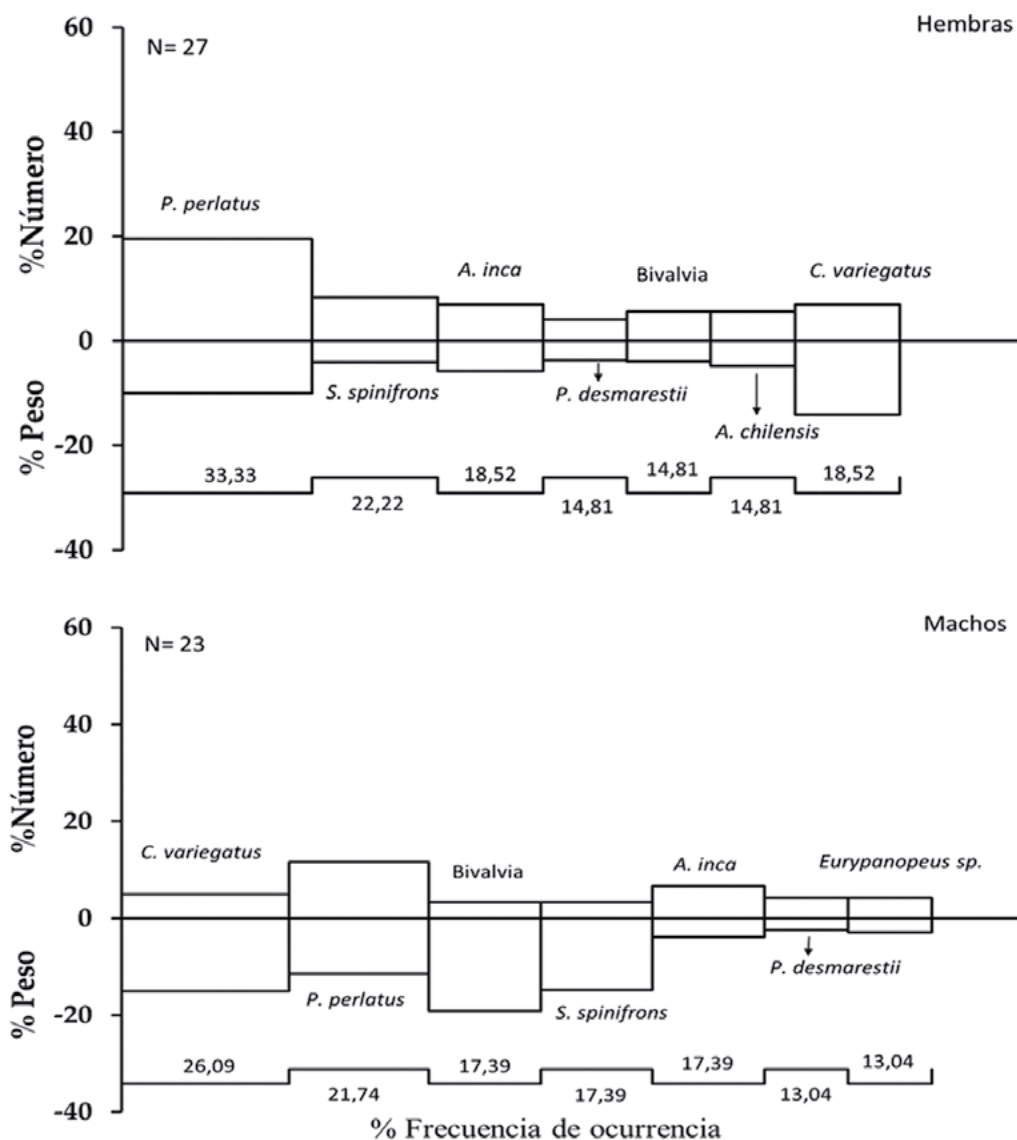 Hembras
N= 27
60
40
20
0
-20
-40
%Número
% Peso
P. perlatus
A. inca
Bivalvia
C. variegatus
S. spinifrons
P. desmarestii
A. chilensis
33,33
22,22
18,52
14,81
14,81
14,81
18,52
Machos
N= 23
60
40
20
0
-20
-40
%Número
% Peso
C. variegatus
Bivalvia
A. inca
Eurypanopeus sp.
P. perlatus
S. spinifrons
P. desmarestii
26,09
21,74
17,39
17,39
17,39
13,04
13,04
% Frecuencia de ocurrencia